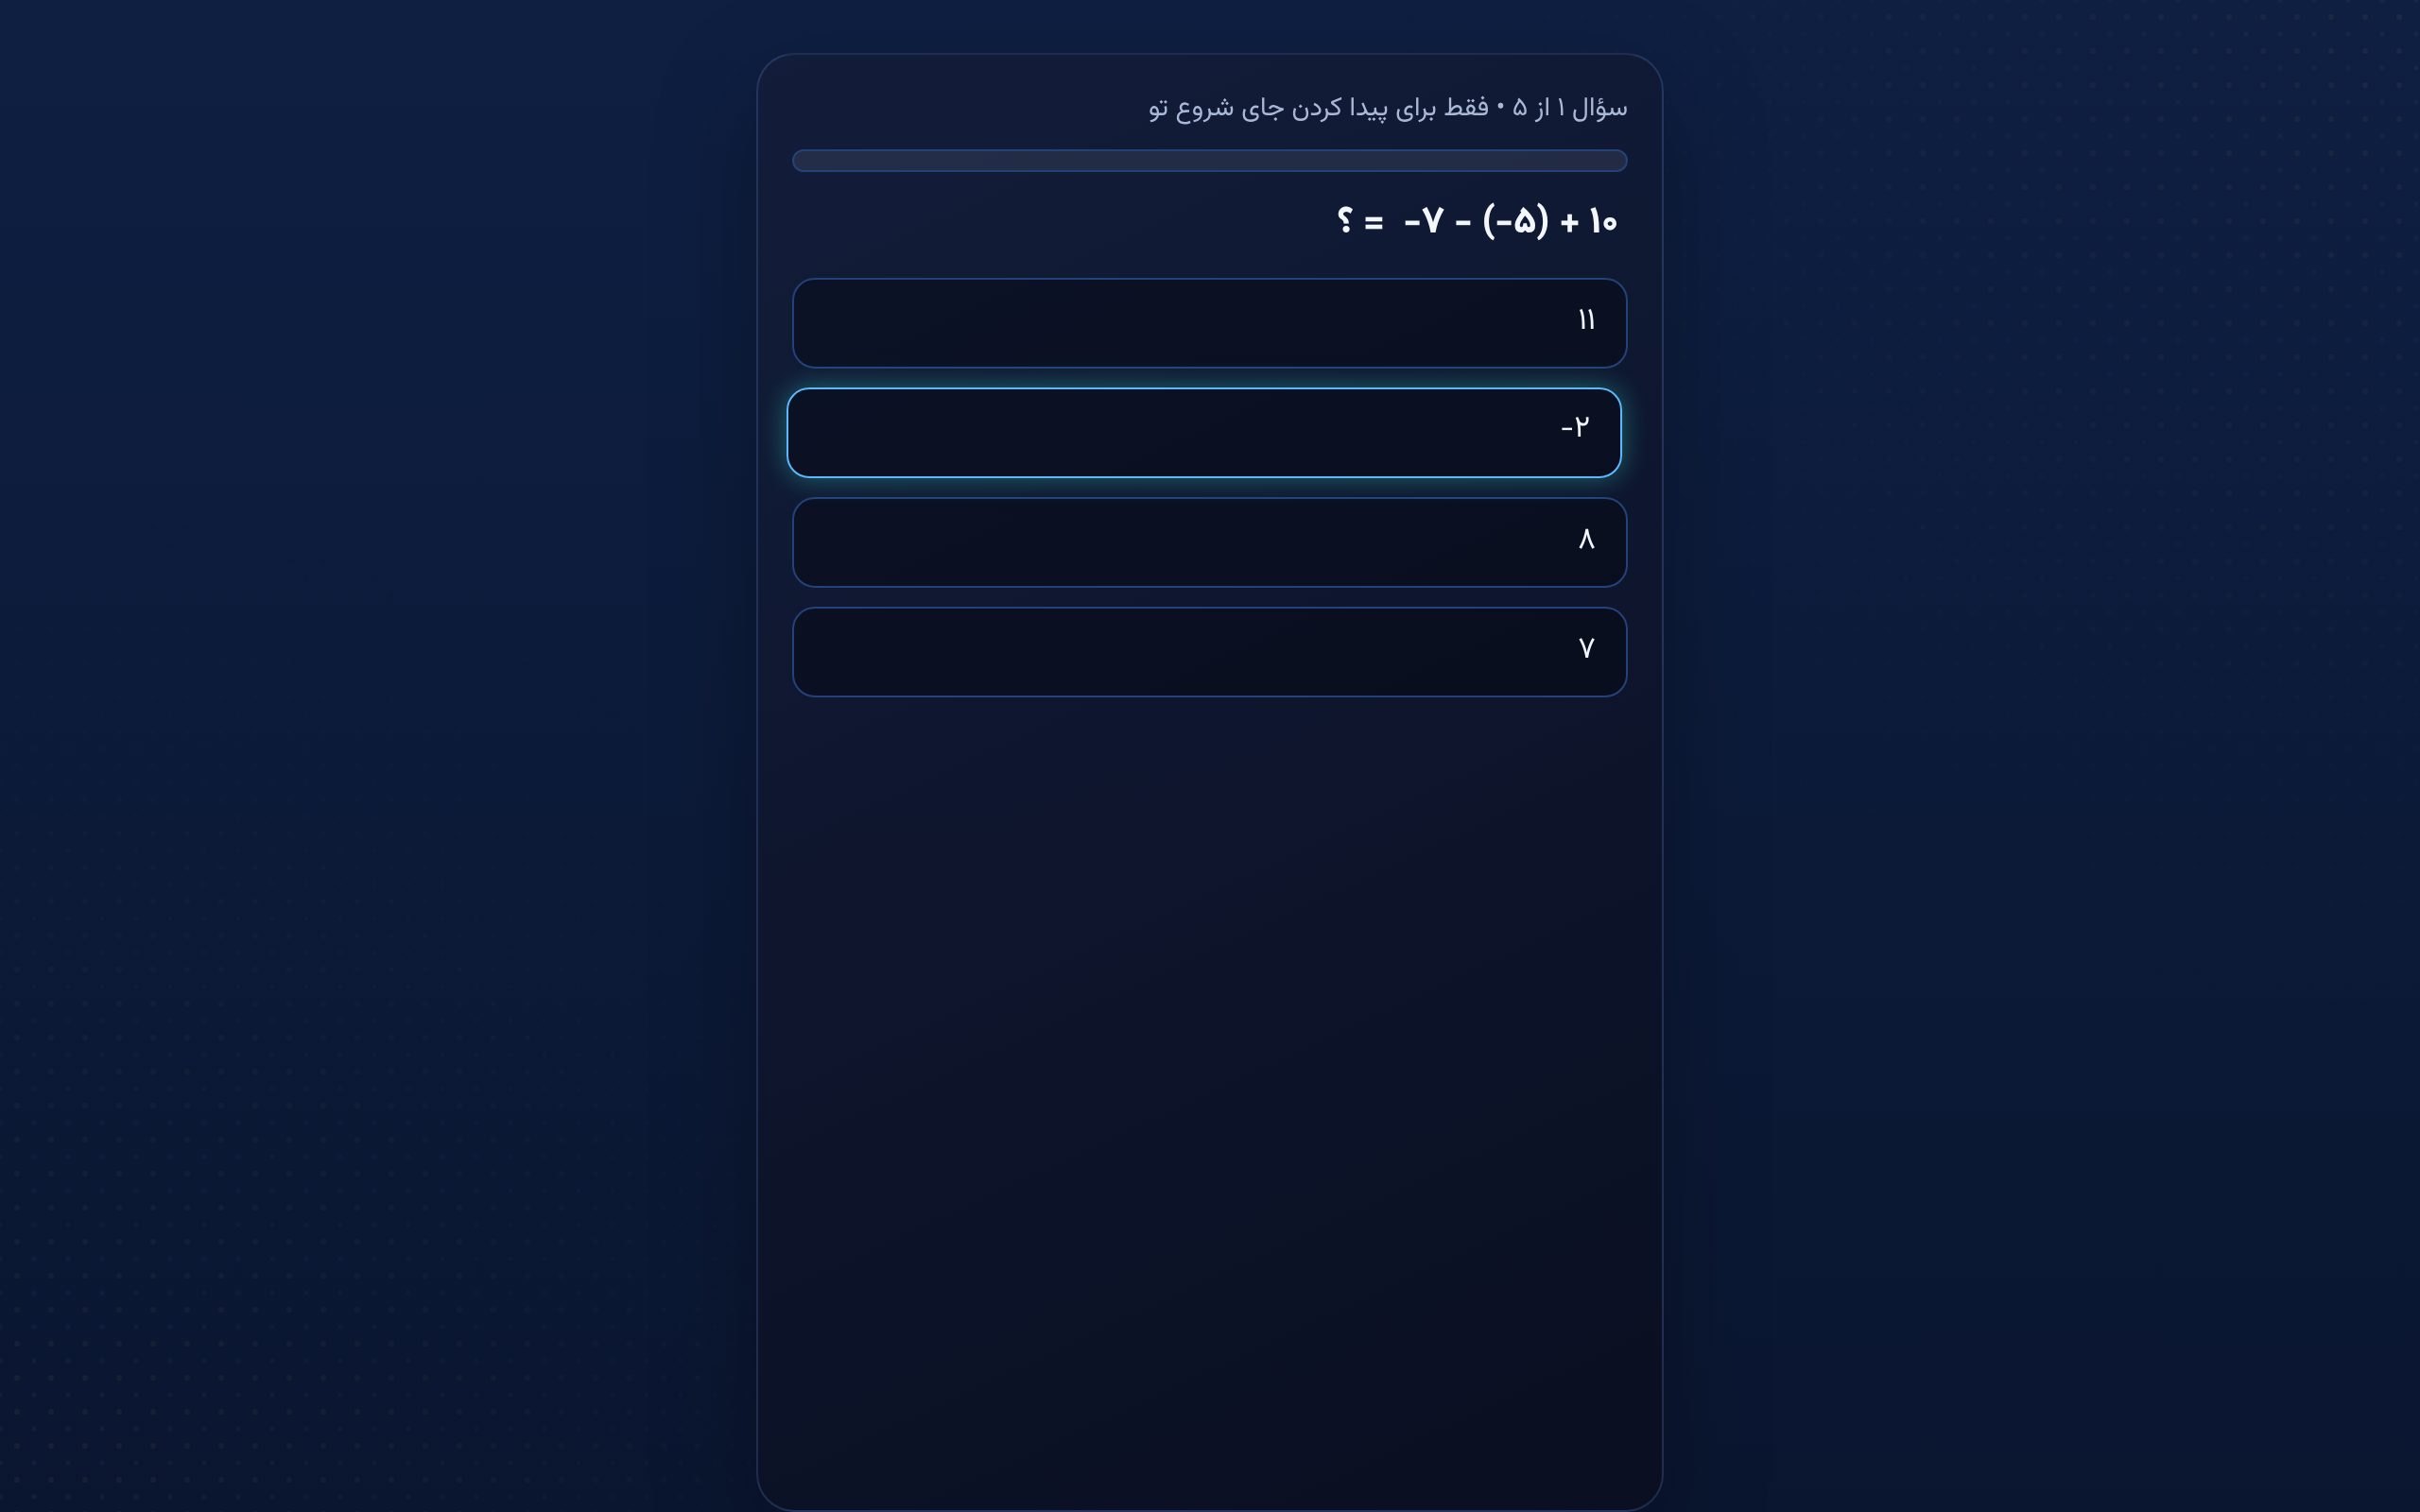 سؤال ۱ از ۵ • فقط برای پیدا کردن جای شروع تو
‎−۷ − (−۵) + ۱۰ = ؟
۱۱
‎−۲
۸
۷